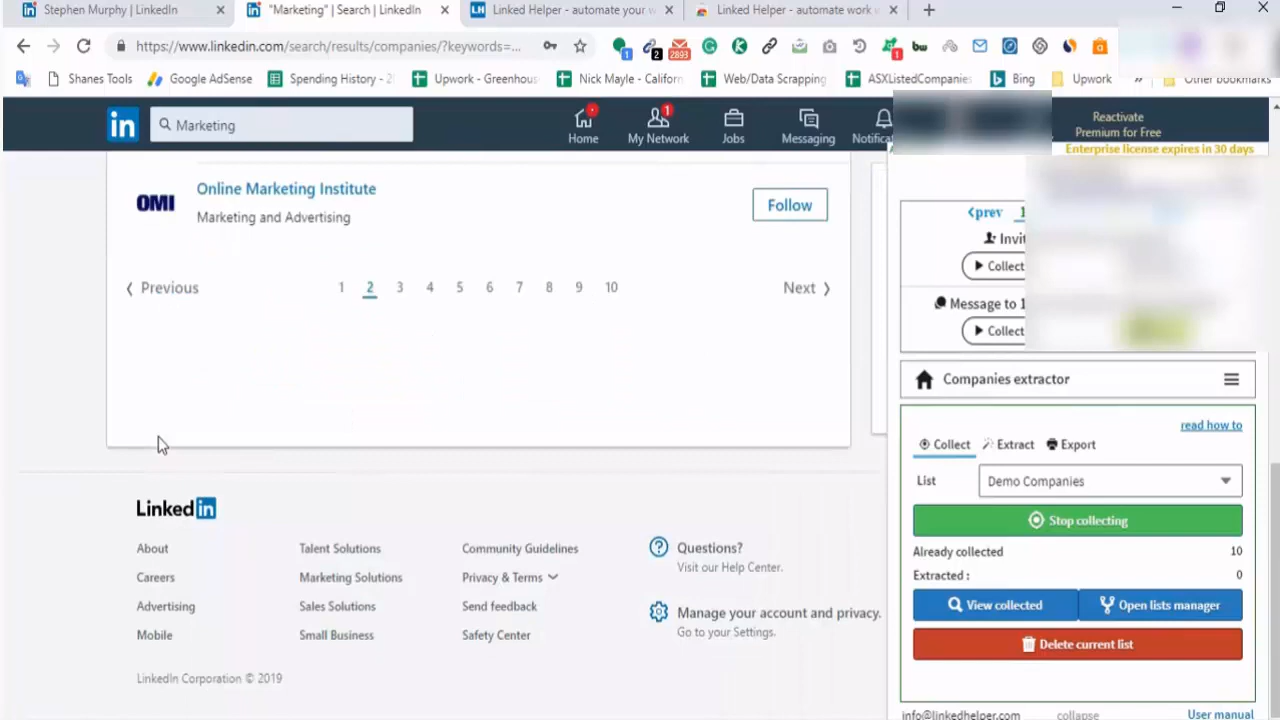 Stephen Murphy | LinkedIn
"Marketing" | Search | LinkedIn
Linked Helper - automate your w
Linked Helper - automate work w
https://www.linkedin.com/search/results/companies/?keywords=...
1
2
2893
1
bw
Shanes Tools
Google AdSense
Spending History - 2
Upwork - Greenhous
Nick Mayle - Californ
Web/Data Scrapping
ASXListedCompanies
Bing
Upwork
»
Other bookmarks
in
Marketing
Home
1
My Network
Jobs
Messaging
Notifica
Reactivate
Premium for Free
Enterprise license expires in 30 days
OMI
Online Marketing Institute
Marketing and Advertising
Follow
Previous
1 2 3 4 5 6 7 8 9 10
Next
prev 1
Invit
Collect
Message to 1
Collect
Companies extractor
read how to
Collect Extract Export
List Demo Companies
Stop collecting
Already collected 10
Extracted : 0
View collected Open lists manager
Delete current list
info@linkedhelper.com collapse User manual
LinkedIn
About Talent Solutions Community Guidelines
Careers Marketing Solutions Privacy & Terms
Advertising Sales Solutions Send feedback
Mobile Small Business Safety Center
Questions?
Visit our Help Center.
Manage your account and privacy.
Go to your Settings.
LinkedIn Corporation © 2019